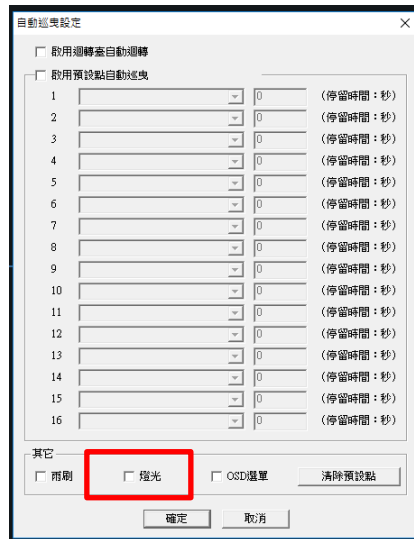 自動巡曳設定
啟用迴轉臺自動迴轉
啟用預設點自動巡曳
1 0 (停留時間：秒)
2 0 (停留時間：秒)
3 0 (停留時間：秒)
4 0 (停留時間：秒)
5 0 (停留時間：秒)
6 0 (停留時間：秒)
7 0 (停留時間：秒)
8 0 (停留時間：秒)
9 0 (停留時間：秒)
10 0 (停留時間：秒)
11 0 (停留時間：秒)
12 0 (停留時間：秒)
13 0 (停留時間：秒)
14 0 (停留時間：秒)
15 0 (停留時間：秒)
16 0 (停留時間：秒)
其它
雨刷 燈光 OSD選單 清除預設點
確定 取消